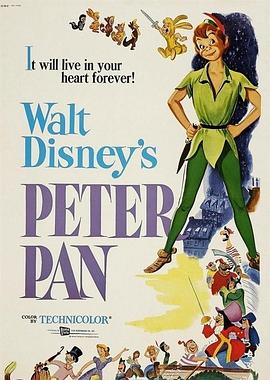 It will live in your
heart forever!
Walt
Disney's
PETER
PAN
COLOR
BY TECHNICOLOR®